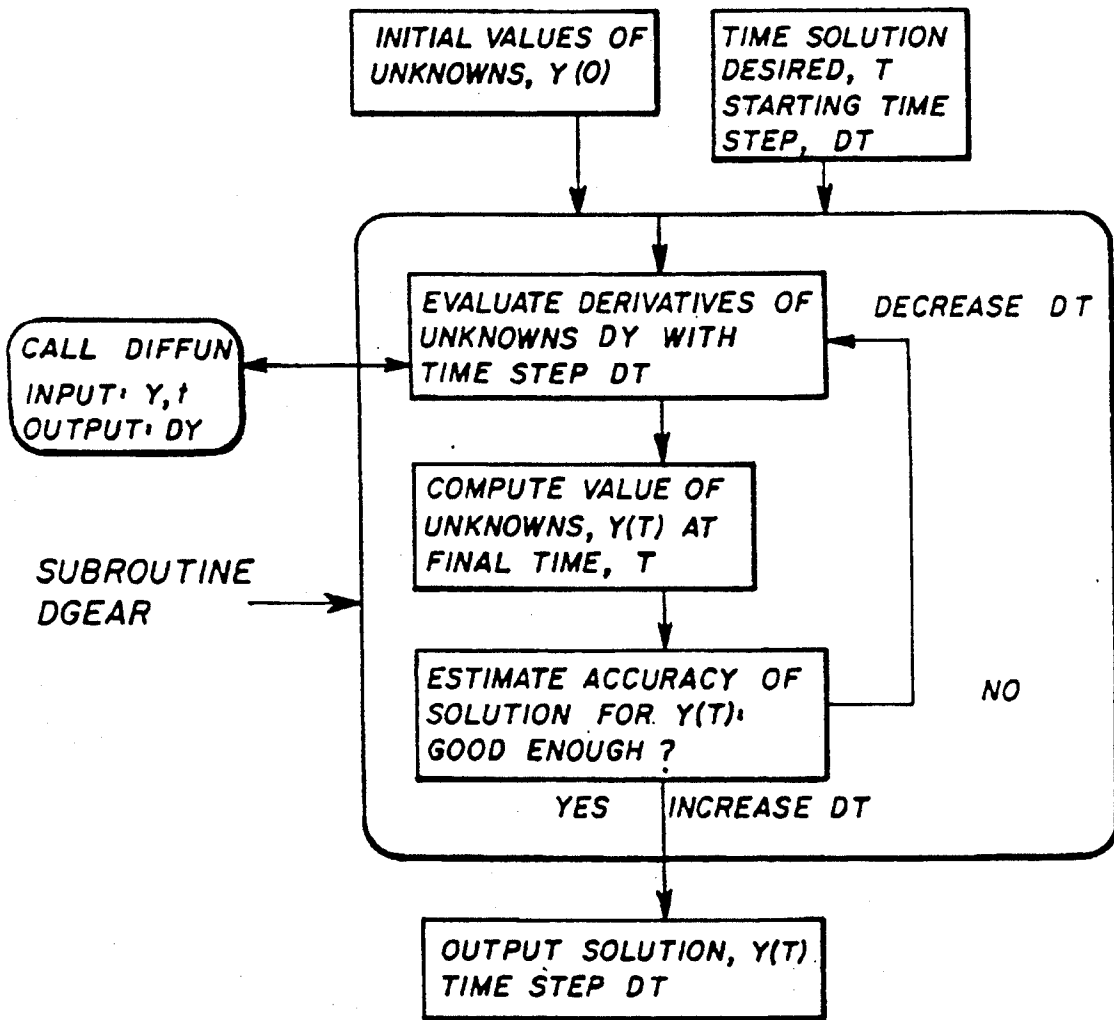 INITIAL VALUES OF
UNKNOWNS, Y(0)
TIME SOLUTION
DESIRED, T
STARTING TIME
STEP, DT
EVALUATE DERIVATIVES OF
UNKNOWNS DY WITH
TIME STEP DT
DECREASE DT
CALL DIFFUN
INPUT: Y,t
OUTPUT: DY
COMPUTE VALUE OF
UNKNOWNS, Y(T) AT
FINAL TIME, T
SUBROUTINE
DGEAR
ESTIMATE ACCURACY OF
SOLUTION FOR Y(T):
GOOD ENOUGH ?
NO
YES INCREASE DT
OUTPUT SOLUTION, Y(T)
TIME STEP DT